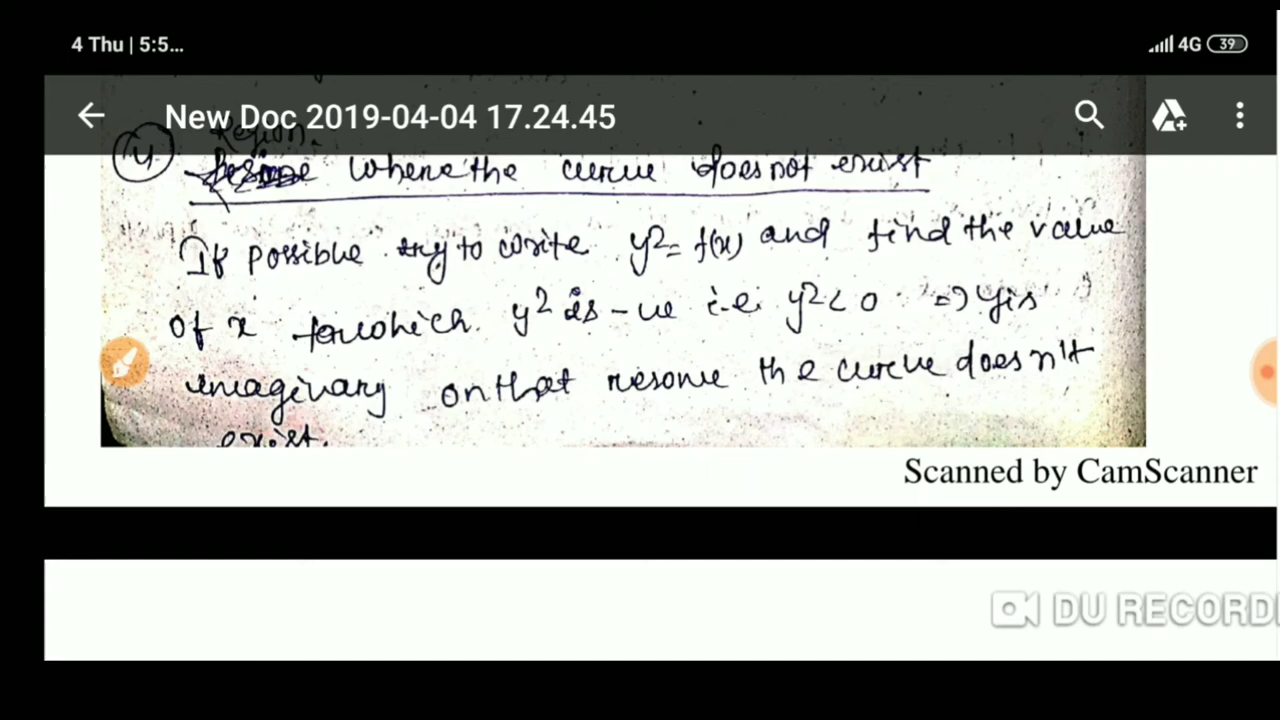 4 Thu | 5:5...
4G 39
New Doc 2019-04-04 17.24.45
Region.
(4) where the curve does not exist
If possible try to write y²= f(x) and find the value
of x for which y² is -ve i.e. y²<0 => y is
imaginary on that resone the curve doesn't
exist.
Scanned by CamScanner
DU RECORD